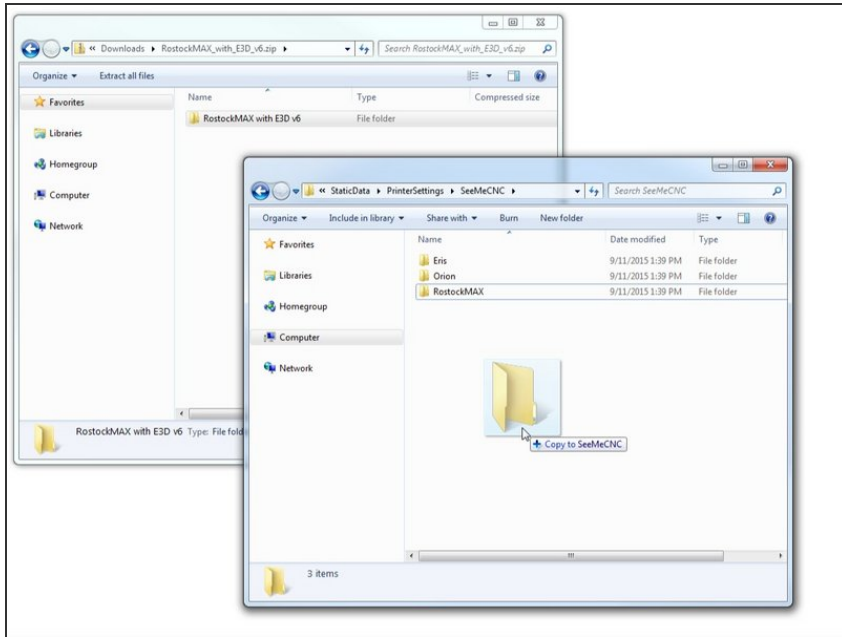 « Downloads ▸ RostockMAX_with_E3D_v6.zip ▸
Search RostockMAX_with_E3D_v6.zip
Organize ▾ Extract all files
Name Type Compressed size
Favorites
RostockMAX with E3D v6 File folder
Libraries
Homegroup
Computer
Network
RostockMAX with E3D v6 Type: File fold
« StaticData ▸ PrinterSettings ▸ SeeMeCNC ▸
Search SeeMeCNC
Organize ▾ Include in library ▾ Share with ▾ Burn New folder
Name Date modified Type
Favorites
Eris 9/11/2015 1:39 PM File folder
Libraries
Orion 9/11/2015 1:39 PM File folder
RostockMAX 9/11/2015 1:39 PM File folder
Homegroup
Computer
Network
Copy to SeeMeCNC
3 items